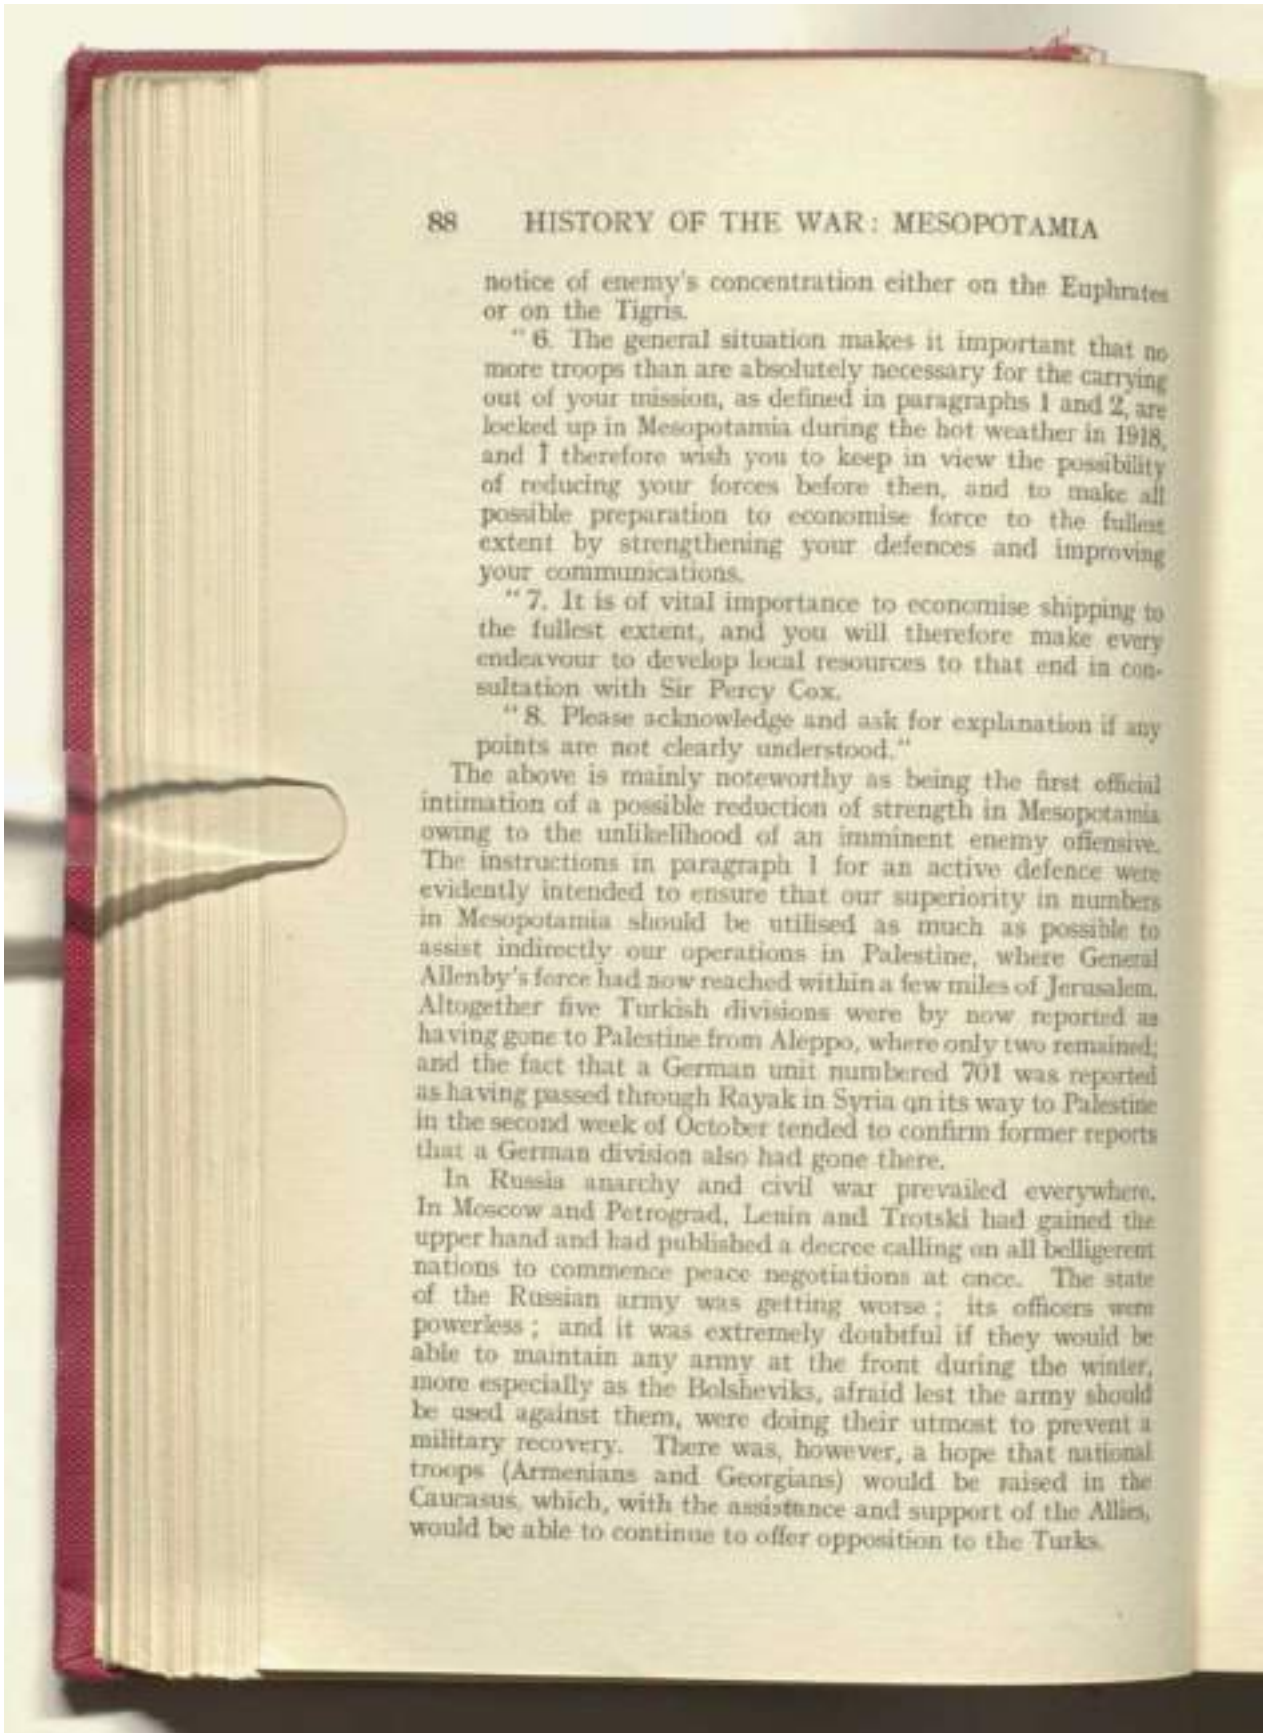 88 HISTORY OF THE WAR: MESOPOTAMIA
notice of enemy's concentration either on the Euphrates
or on the Tigris.
"6. The general situation makes it important that no
more troops than are absolutely necessary for the carrying
out of your mission, as defined in paragraphs 1 and 2, are
locked up in Mesopotamia during the hot weather in 1918,
and I therefore wish you to keep in view the possibility
of reducing your forces before then, and to make all
possible preparation to economise force to the fullest
extent by strengthening your defences and improving
your communications.
"7. It is of vital importance to economise shipping to
the fullest extent, and you will therefore make every
endeavour to develop local resources to that end in con-
sultation with Sir Percy Cox.
"8. Please acknowledge and ask for explanation if any
points are not clearly understood."
The above is mainly noteworthy as being the first official
intimation of a possible reduction of strength in Mesopotamia
owing to the unlikelihood of an imminent enemy offensive.
The instructions in paragraph 1 for an active defence were
evidently intended to ensure that our superiority in numbers
in Mesopotamia should be utilised as much as possible to
assist indirectly our operations in Palestine, where General
Allenby's force had now reached within a few miles of Jerusalem.
Altogether five Turkish divisions were by now reported as
having gone to Palestine from Aleppo, where only two remained;
and the fact that a German unit numbered 701 was reported
as having passed through Rayak in Syria on its way to Palestine
in the second week of October tended to confirm former reports
that a German division also had gone there.
In Russia anarchy and civil war prevailed everywhere.
In Moscow and Petrograd, Lenin and Trotski had gained the
upper hand and had published a decree calling on all belligerent
nations to commence peace negotiations at once. The state
of the Russian army was getting worse; its officers were
powerless; and it was extremely doubtful if they would be
able to maintain any army at the front during the winter,
more especially as the Bolsheviks, afraid lest the army should
be used against them, were doing their utmost to prevent a
military recovery. There was, however, a hope that national
troops (Armenians and Georgians) would be raised in the
Caucasus, which, with the assistance and support of the Allies,
would be able to continue to offer opposition to the Turks.